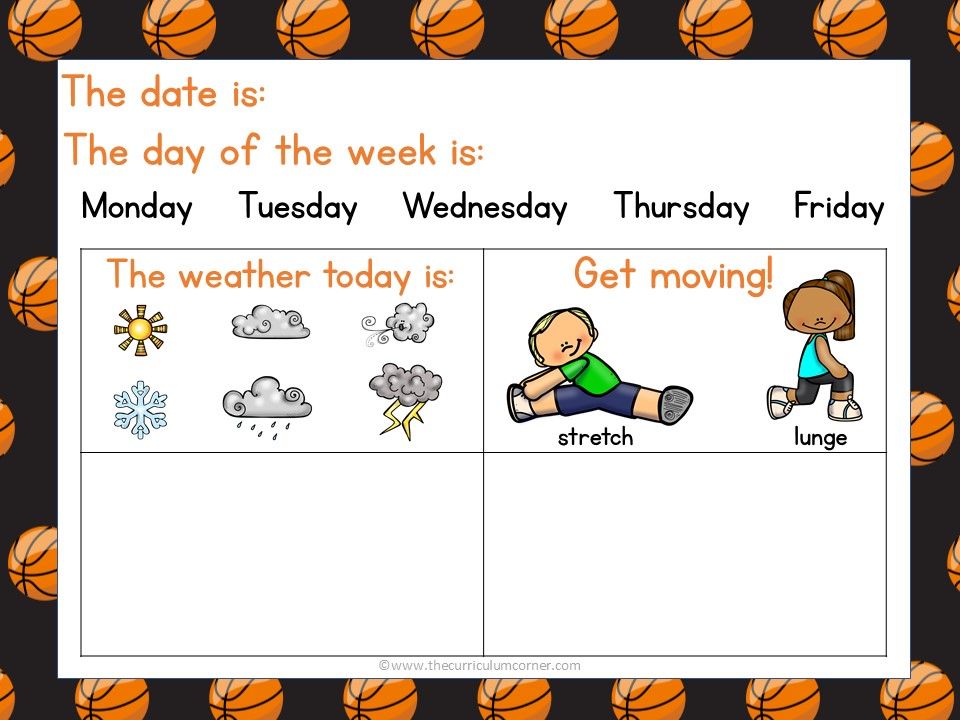 The date is:
The day of the week is:
Monday Tuesday Wednesday Thursday Friday
The weather today is:
Get moving!
stretch lunge
©www.thecurriculumcorner.com